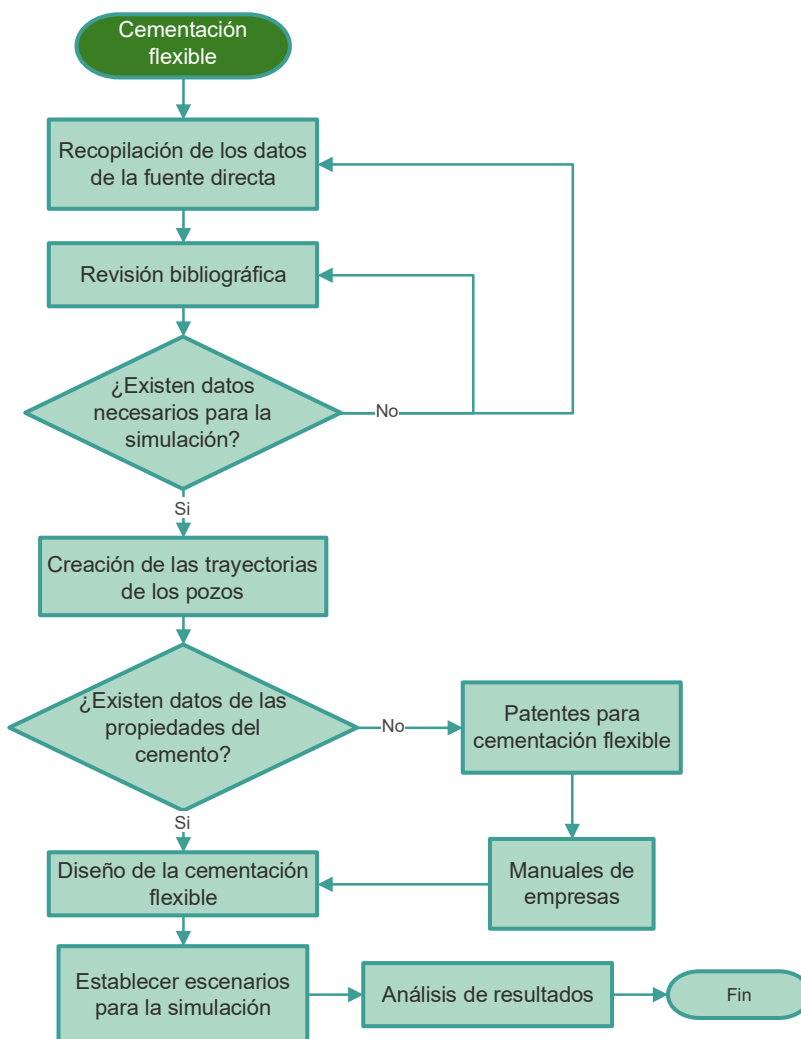 Cementación
flexible
Recopilación de los datos
de la fuente directa
Revisión bibliográfica
¿Existen datos
necesarios para la
simulación?
No
Si
Creación de las trayectorias
de los pozos
¿Existen datos de las
propiedades del
cemento?
No
Patentes para
cementación flexible
Si
Manuales de
empresas
Diseño de la cementación
flexible
Establecer escenarios
para la simulación
Análisis de resultados
Fin